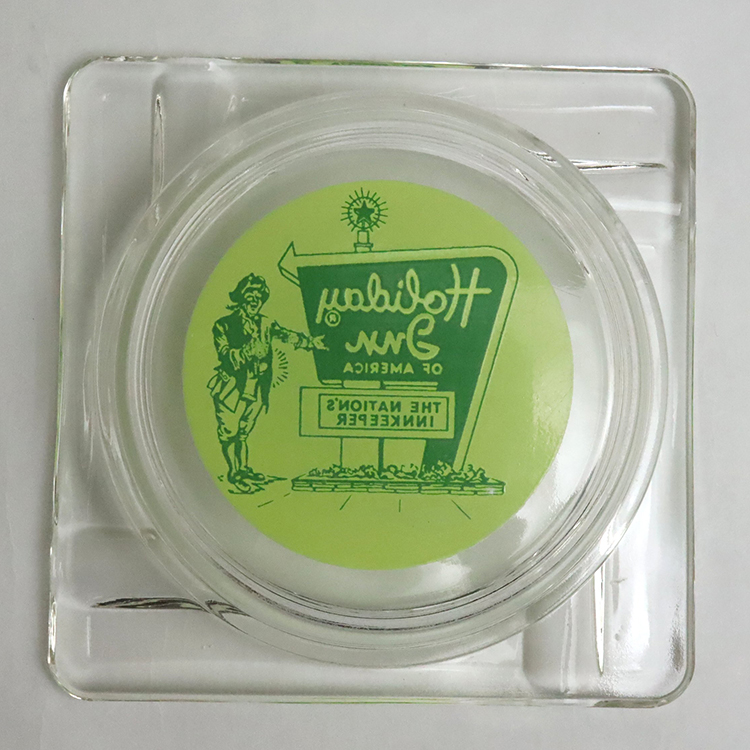 Holiday
Inn®
OF AMERICA
THE NATION'S
INNKEEPER